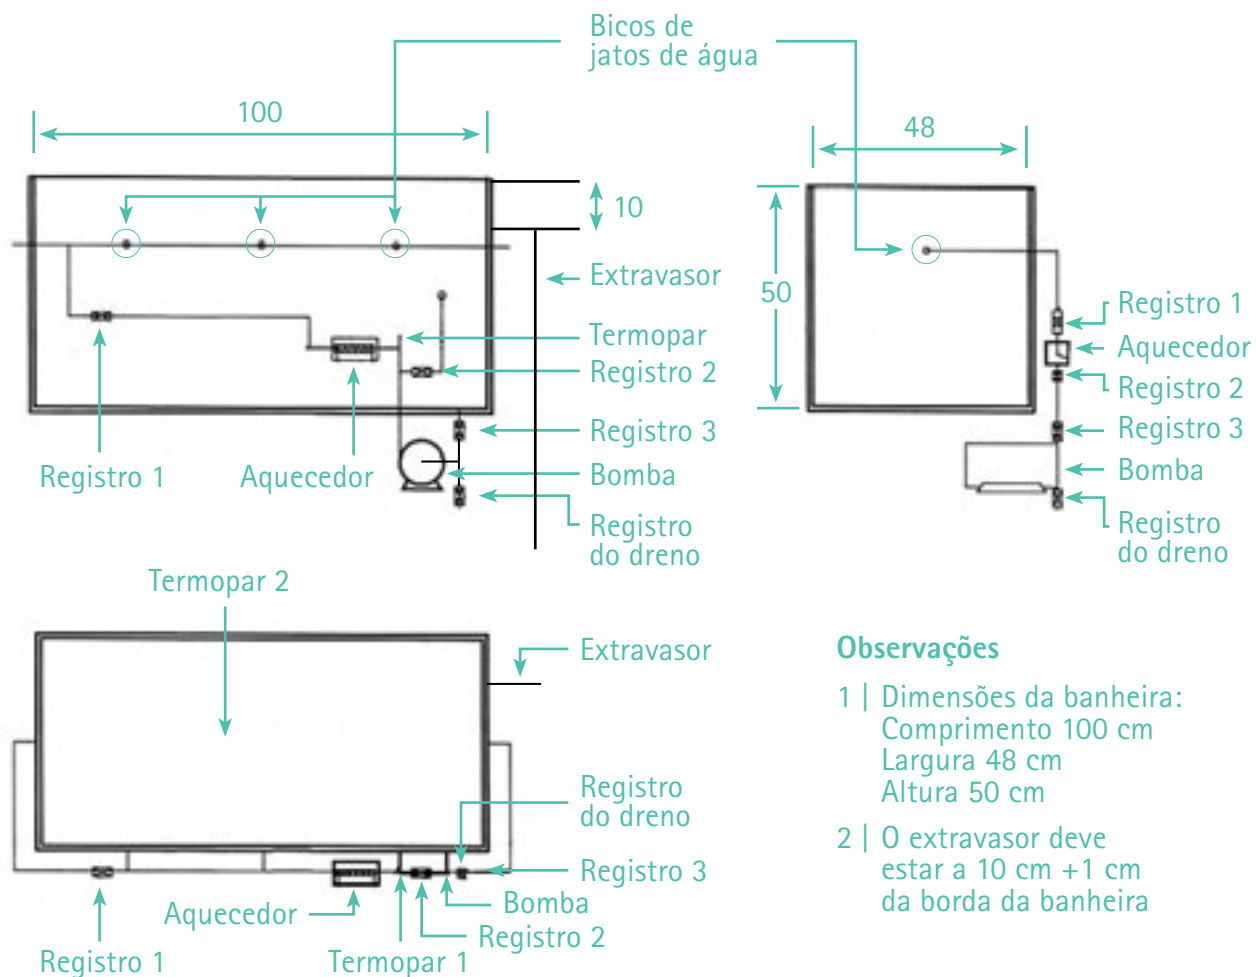 Bicos de
jatos de água
100
48
10
Extravasor
50
Termopar
Registro 2
Registro 3
Bomba
Registro
do dreno
Registro 1
Aquecedor
Registro 1
Aquecedor
Registro 2
Registro 3
Bomba
Registro
do dreno
Termopar 2
Extravasor
Registro
do dreno
Registro 3
Bomba
Registro 2
Aquecedor
Registro 1
Termopar 1
Observações
1 | Dimensões da banheira:
Comprimento 100 cm
Largura 48 cm
Altura 50 cm
2 | O extravasor deve
estar a 10 cm +1 cm
da borda da banheira